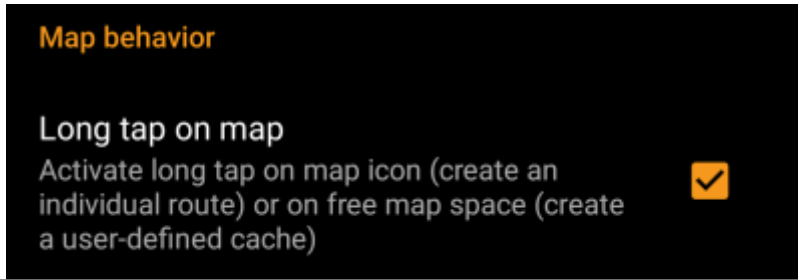 Map behavior
Long tap on map
Activate long tap on map icon (create an
individual route) or on free map space (create
a user-defined cache)